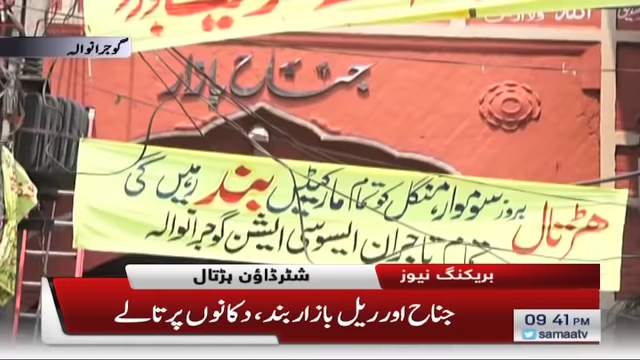 گوجرانوالہ
جناح بازار
ہڑتال بروز سوموار، منگل کو تمام مارکیٹیں بند رہیں گی
تمام تاجران ایسوسی ایشن گوجرانوالہ
بریکنگ نیوز
شٹرڈاؤن ہڑتال
جناح اور ریل بازار بند، دکانوں پر تالے
09 41 PM
samaatv